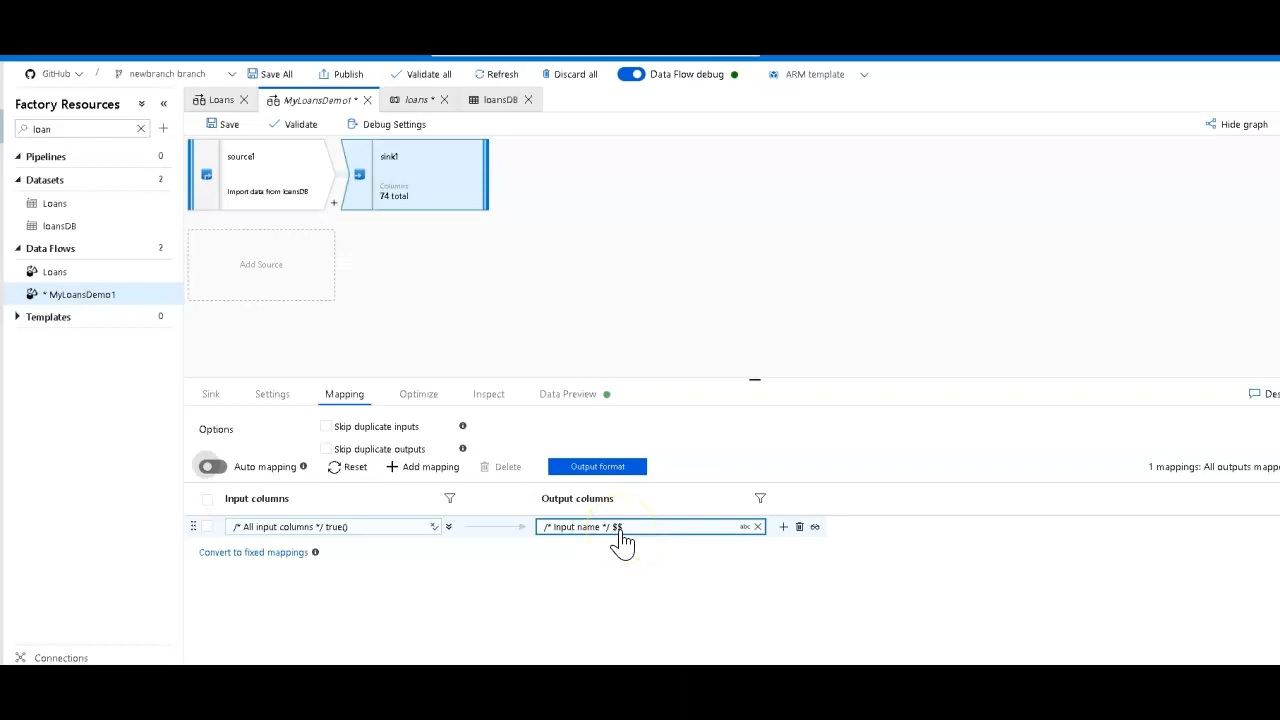 GitHub / newbranch branch Save All Publish Validate all Refresh Discard all Data Flow debug ARM template
Factory Resources
Loans MyLoansDemo1 * loans * loansDB
loan
Save Validate Debug Settings Hide graph
Pipelines 0
source1 sink1
Datasets 2
Columns
Import data from loansDB 74 total
Loans
loansDB
Data Flows 2
Add Source
Loans
* MyLoansDemo1
Templates 0
Sink Settings Mapping Optimize Inspect Data Preview Des
Options Skip duplicate inputs
Skip duplicate outputs
Auto mapping Reset + Add mapping Delete Output format 1 mappings: All outputs mappe
Input columns Output columns
/* All input columns */ true() /* Input name */ $$ abc
Convert to fixed mappings
Connections